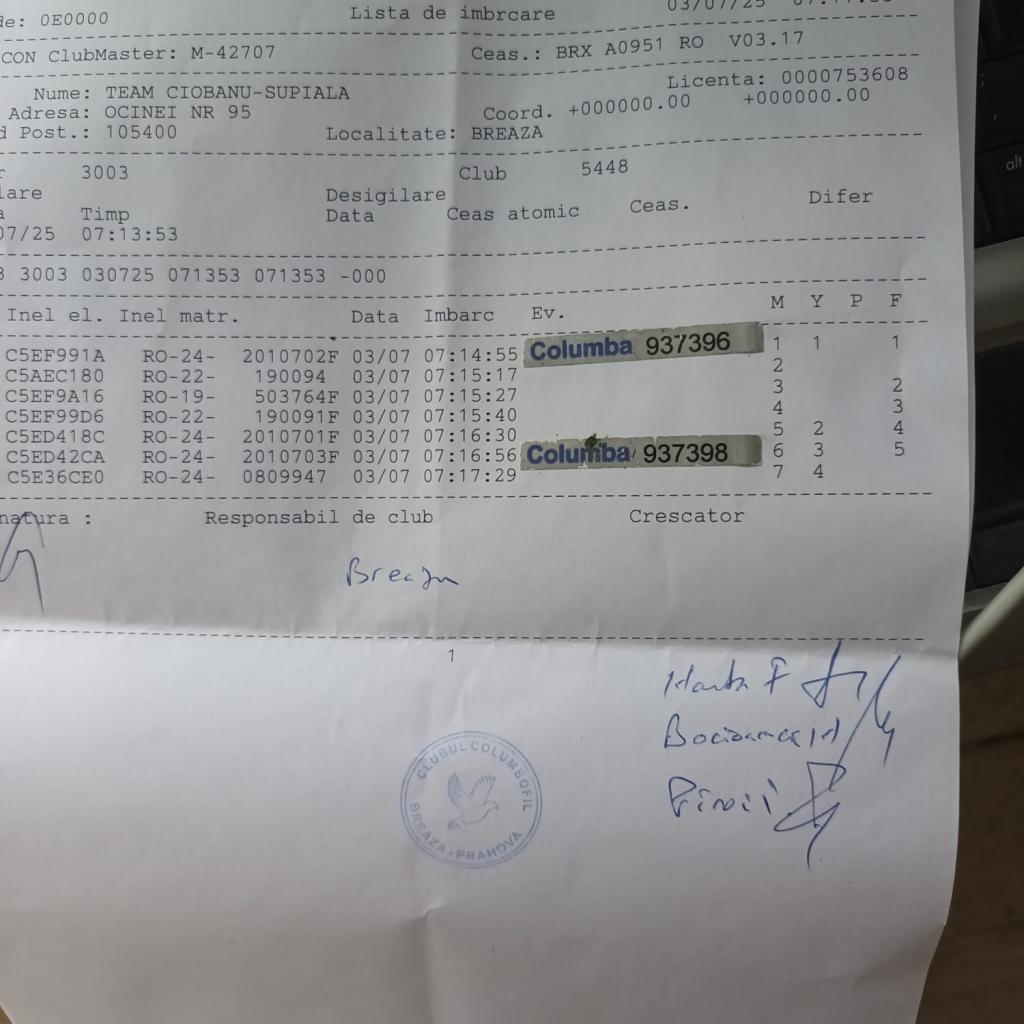 de: 0E0000 Lista de imbrcare 03/07/25
CON ClubMaster: M-42707 Ceas.: BRX A0951 RO V03.17
Nume: TEAM CIOBANU-SUPIALA Licenta: 0000753608
Adresa: OCINEI NR 95 Coord. +000000.00 +000000.00
d Post.: 105400 Localitate: BREAZA
r 3003 Club 5448
lare Desigilare
a Timp Data Ceas atomic Ceas. Difer
07/25 07:13:53
3 3003 030725 071353 071353 -000
Inel el. Inel matr. Data Imbarc Ev. M Y P F
C5EF991A RO-24- 2010702F 03/07 07:14:55 Columba 937396 1 1 1
C5AEC180 RO-22- 190094 03/07 07:15:17 2
C5EF9A16 RO-19- 503764F 03/07 07:15:27 3 2
C5EF99D6 RO-22- 190091F 03/07 07:15:40 4 3
C5ED418C RO-24- 2010701F 03/07 07:16:30 5 2 4
C5ED42CA RO-24- 2010703F 03/07 07:16:56 Columba 937398 6 3 5
C5E36CE0 RO-24- 0809947 03/07 07:17:29 7 4
natura : Responsabil de club Crescator
Breaza
1
CLUBUL COLUMBOFIL
BREAZA-PRAHOVA